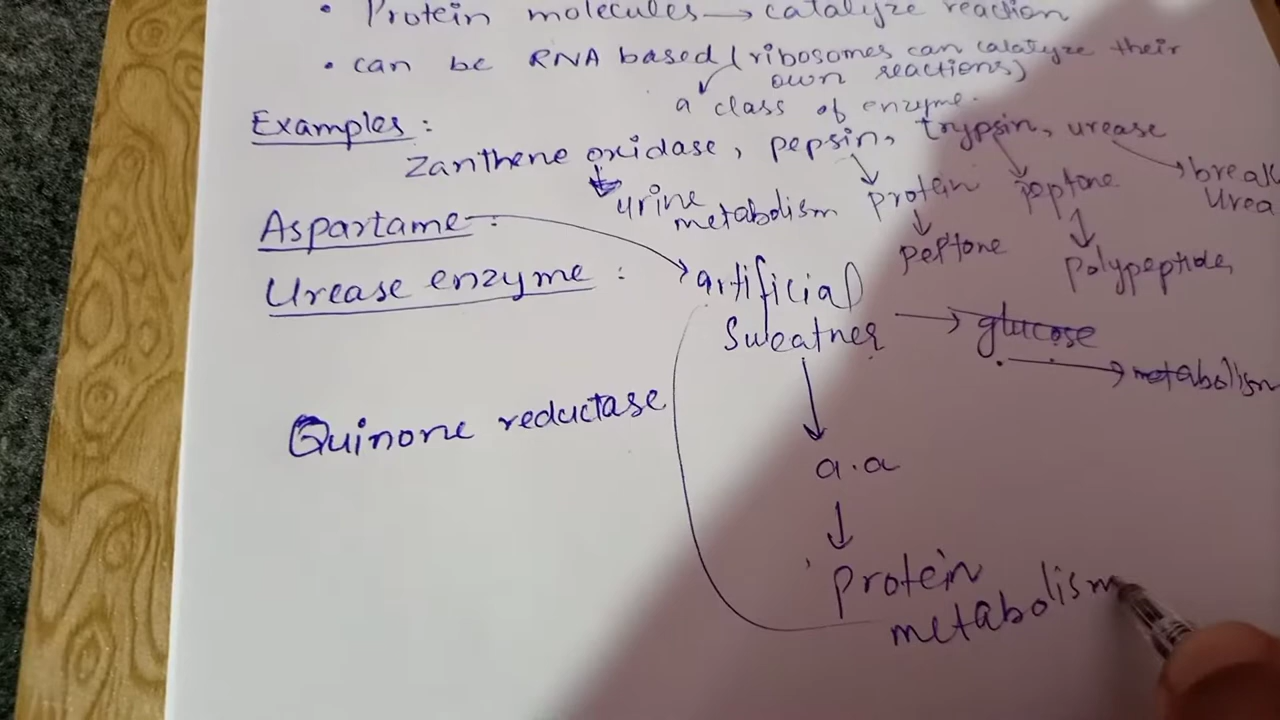 • Protein molecules → catalyze reaction
• can be RNA based (ribosomes can catalyze their
own reactions)
a class of enzyme.
Examples:
Zanthene oxidase, pepsin, trypsin, urease
urine
metabolism
protein
peptone
peptone
polypeptide
break
Urea
Aspartame:
Urease enzyme:
artificial
Sweatner → glucose
→ metabolism
Quinone reductase
a.a
Protein
metabolism